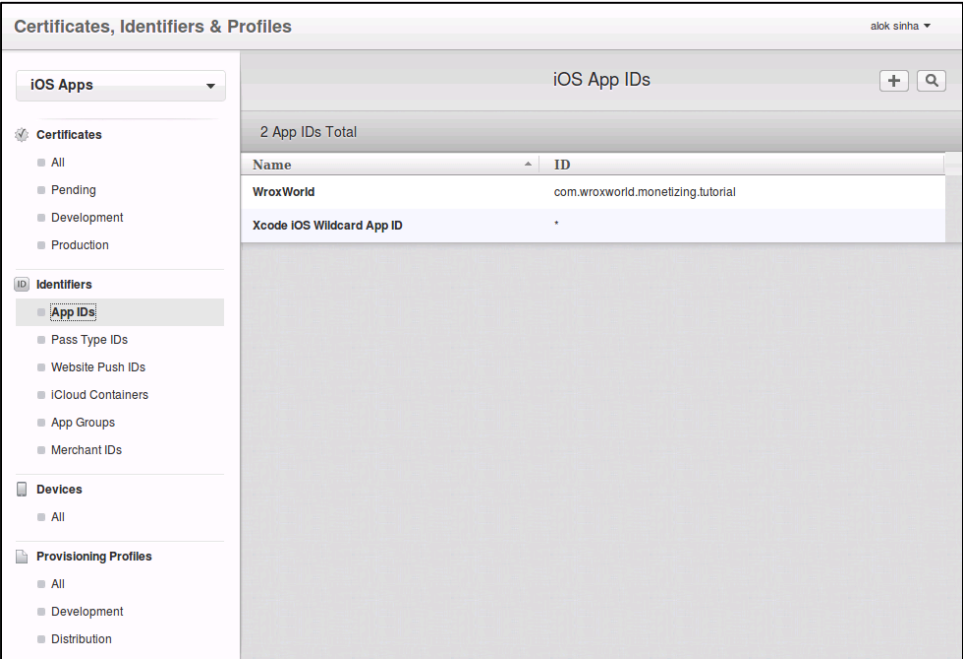 Certificates, Identifiers & Profiles
alok sinha
iOS Apps
Certificates
All
Pending
Development
Production
ID Identifiers
App IDs
Pass Type IDs
Website Push IDs
iCloud Containers
App Groups
Merchant IDs
Devices
All
Provisioning Profiles
All
Development
Distribution
iOS App IDs
2 App IDs Total
Name ID
WroxWorld com.wroxworld.monetizing.tutorial
Xcode iOS Wildcard App ID *